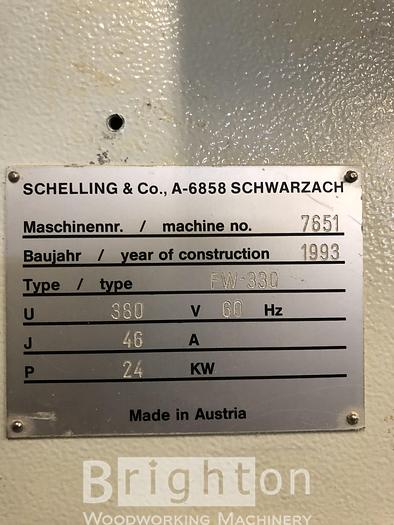 SCHELLING & Co., A-6858 SCHWARZACH
Maschinennr. / machine no. 7651
Baujahr / year of construction 1993
Type / type FW-330
U 380 V 60 Hz
J 46 A
P 24 KW
Made in Austria
Brighton
WOODWORKING MACHINERY